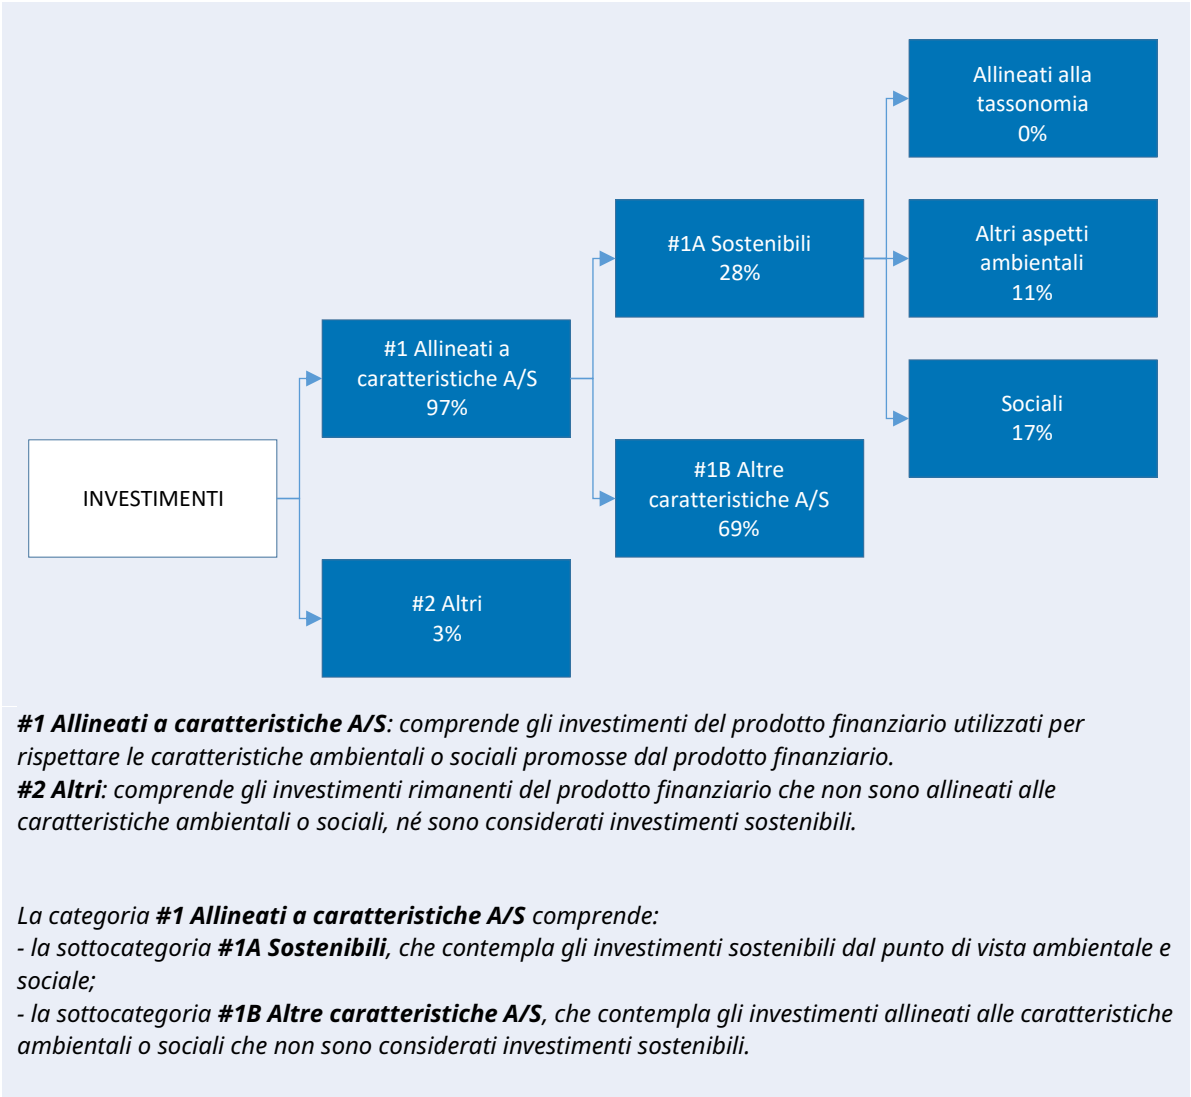 Allineati alla
tassonomia
0%
#1A Sostenibili
28%
Altri aspetti
ambientali
11%
#1 Allineati a
caratteristiche A/S
97%
Sociali
17%
INVESTIMENTI
#1B Altre
caratteristiche A/S
69%
#2 Altri
3%
#1 Allineati a caratteristiche A/S: comprende gli investimenti del prodotto finanziario utilizzati per
rispettare le caratteristiche ambientali o sociali promosse dal prodotto finanziario.
#2 Altri: comprende gli investimenti rimanenti del prodotto finanziario che non sono allineati alle
caratteristiche ambientali o sociali, né sono considerati investimenti sostenibili.
La categoria #1 Allineati a caratteristiche A/S comprende:
- la sottocategoria #1A Sostenibili, che contempla gli investimenti sostenibili dal punto di vista ambientale e
sociale;
- la sottocategoria #1B Altre caratteristiche A/S, che contempla gli investimenti allineati alle caratteristiche
ambientali o sociali che non sono considerati investimenti sostenibili.